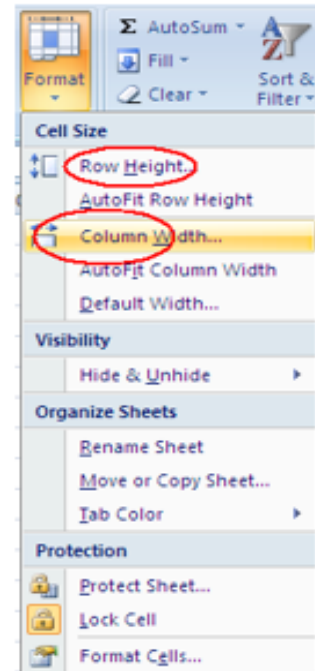 Σ AutoSum
Fill
Clear
Format
Sort &
Filter
Cell Size
Row Height...
AutoFit Row Height
Column Width...
AutoFit Column Width
Default Width...
Visibility
Hide & Unhide
Organize Sheets
Rename Sheet
Move or Copy Sheet...
Tab Color
Protection
Protect Sheet...
Lock Cell
Format Cells...